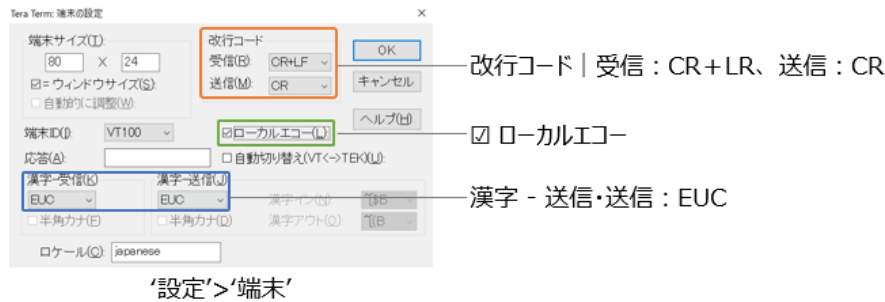 Tera Term: 端末の設定 ×
端末サイズ(T):
80 X 24
☑=ウィンドウサイズ(S):
□自動的に調整(W):
改行コード
受信(R): CR+LF
送信(M): CR
OK
キャンセル
ヘルプ(H)
端末ID(I): VT100
☑ローカルエコー(L)
応答(A):
□自動切り替え(VT<->TEK)(U):
漢字-受信(K)
EUC
□半角カナ(F)
漢字-送信(J)
EUC
□半角カナ(D)
漢字イン(N): ^[$B
漢字アウト(O): ^[(B
ロケール(C): japanese
改行コード｜受信：CR＋LR、送信：CR
☑ ローカルエコー
漢字 - 送信・送信：EUC
‘設定’>‘端末’